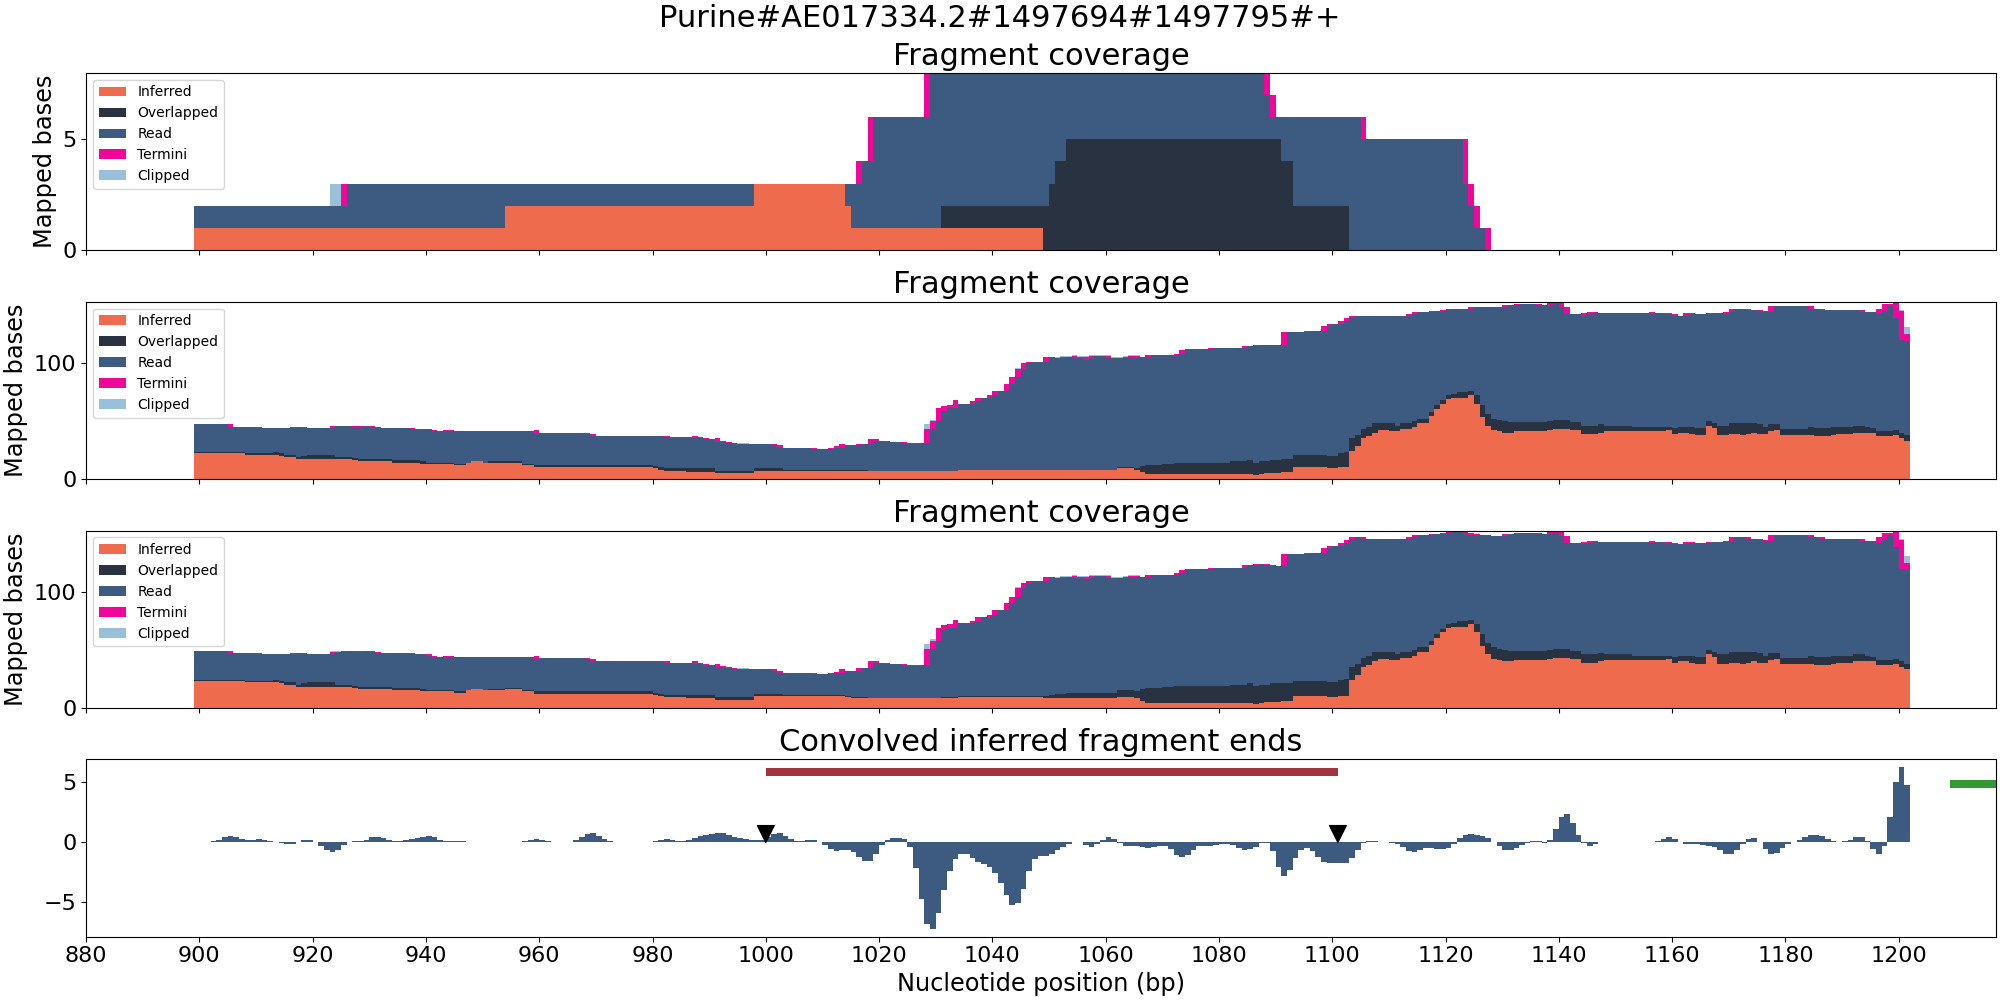 Purine#AE017334.2#1497694#1497795#+
Fragment coverage
Mapped bases
5
0
Inferred
Overlapped
Read
Termini
Clipped
Fragment coverage
Mapped bases
100
0
Inferred
Overlapped
Read
Termini
Clipped
Fragment coverage
Mapped bases
100
0
Inferred
Overlapped
Read
Termini
Clipped
Convolved inferred fragment ends
5
0
−5
880 900 920 940 960 980 1000 1020 1040 1060 1080 1100 1120 1140 1160 1180 1200
Nucleotide position (bp)